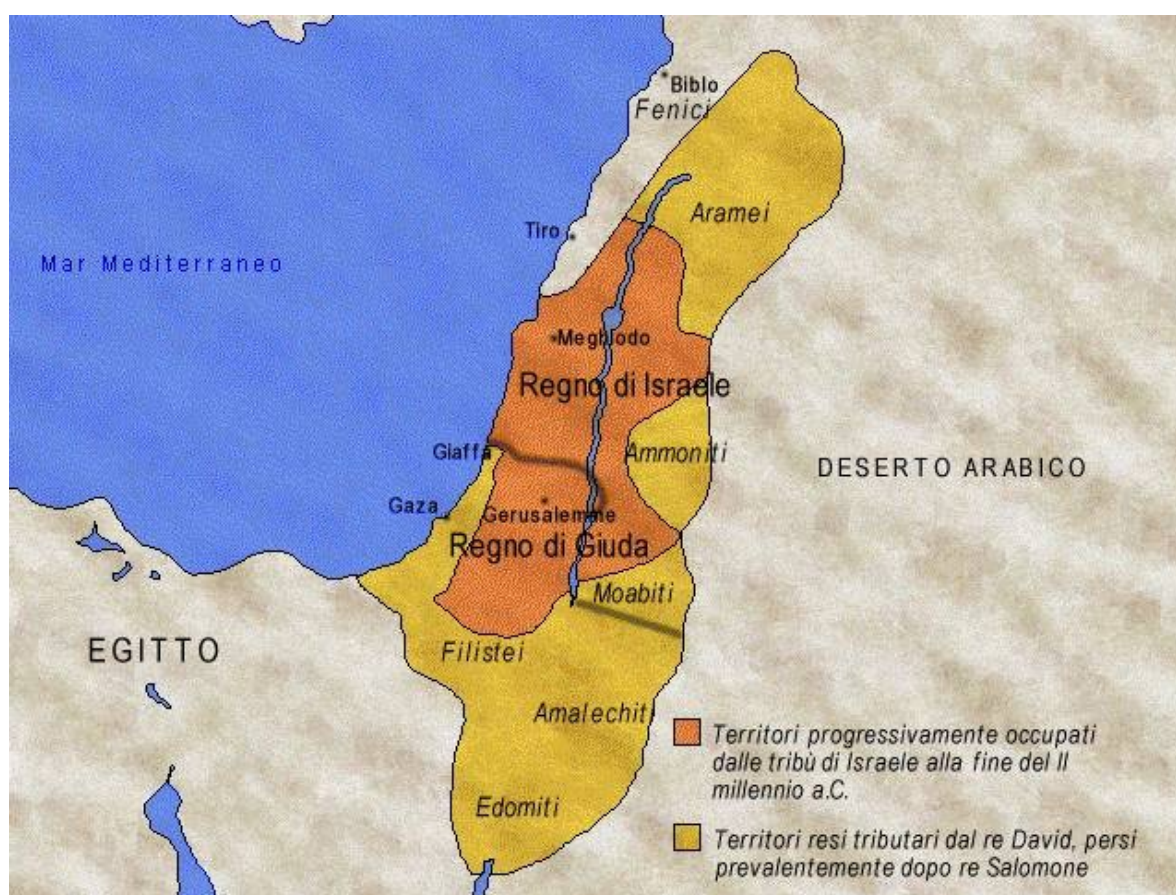 Biblo
Fenici
Aramei
Tiro
Mar Mediterraneo
Meghiodo
Regno di Israele
Giaffa
Ammoniti
DESERTO ARABICO
Gaza
Gerusalemme
Regno di Giuda
Moabiti
EGITTO
Filistei
Amalechiti
Edomiti
Territori progressivamente occupati
dalle tribù di Israele alla fine del II
millennio a.C.
Territori resi tributari dal re David, persi
prevalentemente dopo re Salomone